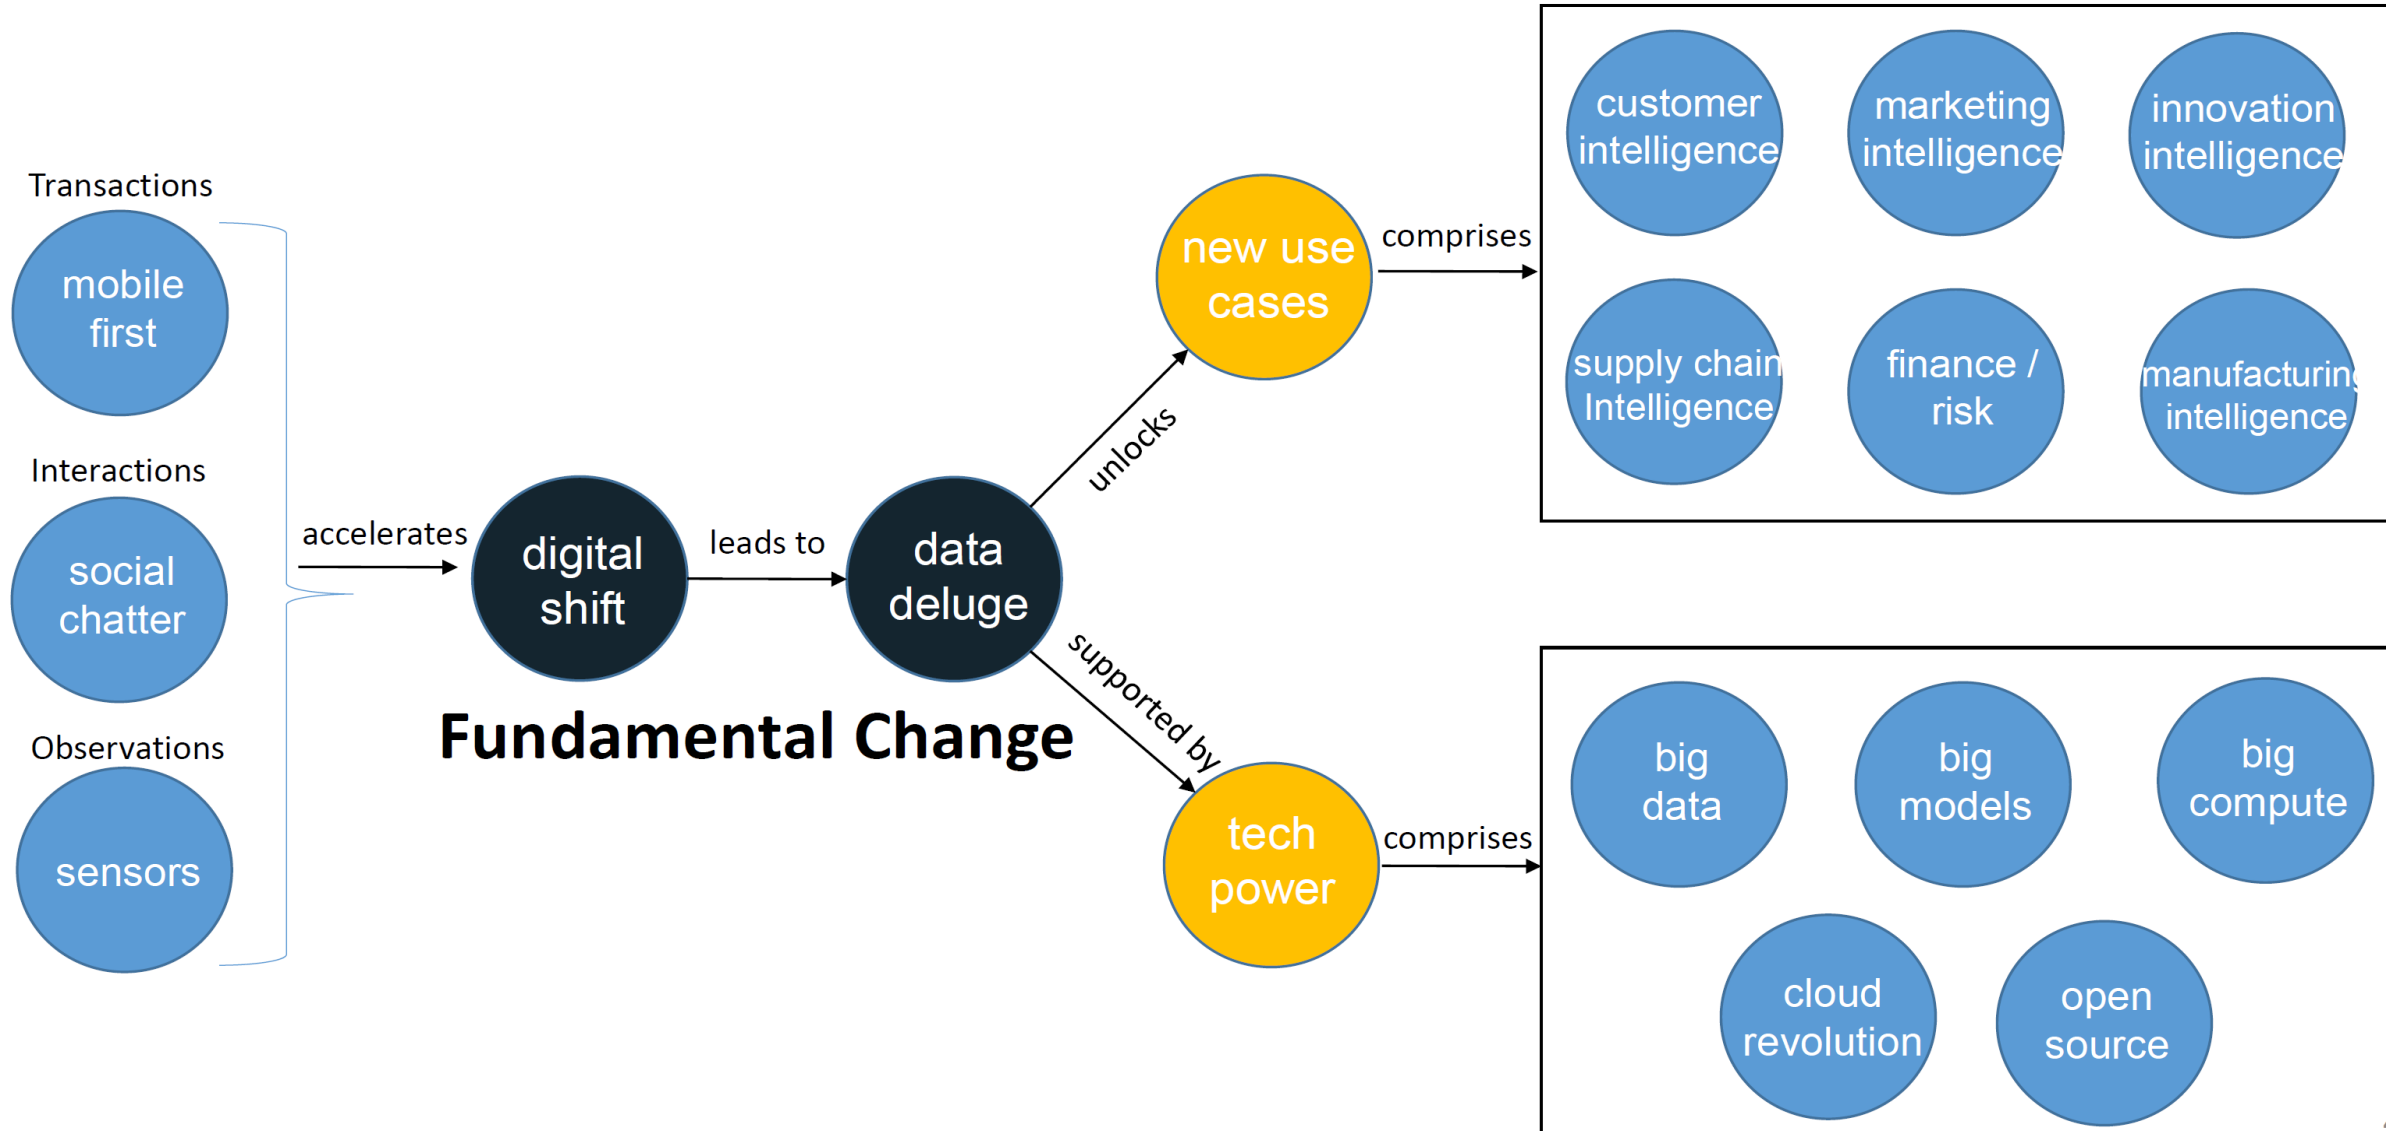 Transactions
mobile
first
Interactions
social
chatter
Observations
sensors
accelerates
digital
shift
leads to
data
deluge
Fundamental Change
unlocks
new use
cases
comprises
customer
intelligence
marketing
intelligence
innovation
intelligence
supply chain
Intelligence
finance /
risk
manufacturing
intelligence
supported by
tech
power
comprises
big
data
big
models
big
compute
cloud
revolution
open
source